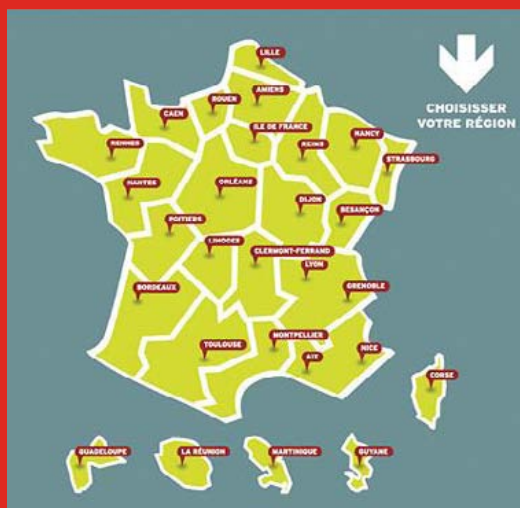 LILLE
AMIENS
ROUEN
CAEN
ILE DE FRANCE
REIMS
NANCY
STRASBOURG
RENNES
NANTES
ORLÉANS
DIJON
BESANÇON
POITIERS
LIMOGES
CLERMONT-FERRAND
LYON
BORDEAUX
GRENOBLE
TOULOUSE
MONTPELLIER
AIX
NICE
CORSE
GUADELOUPE
LA RÉUNION
MARTINIQUE
GUYANE
CHOISISSER
VOTRE RÉGION